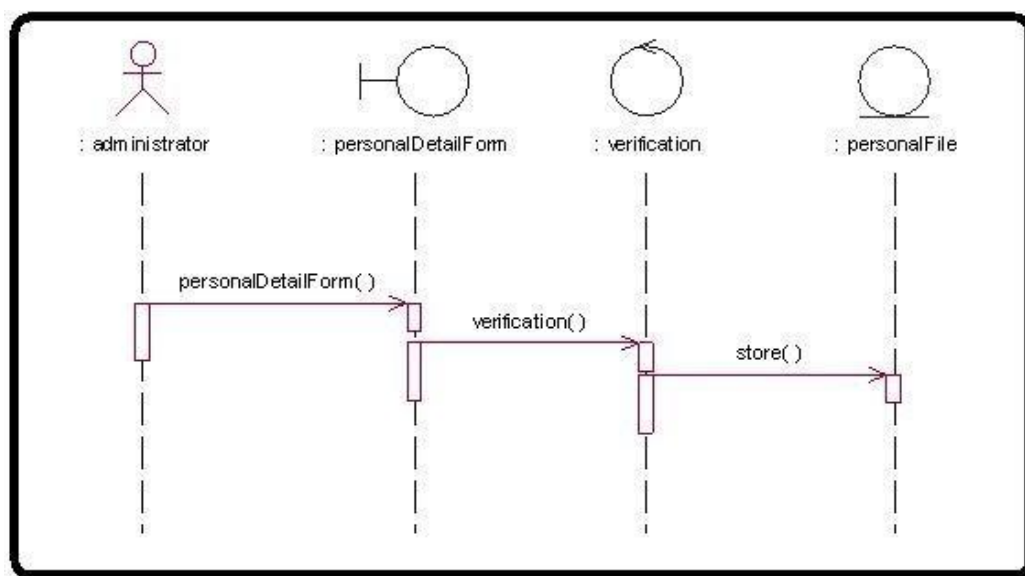 : administrator
: personalDetailForm
: verification
: personalFile
personalDetailForm( )
verification( )
store( )